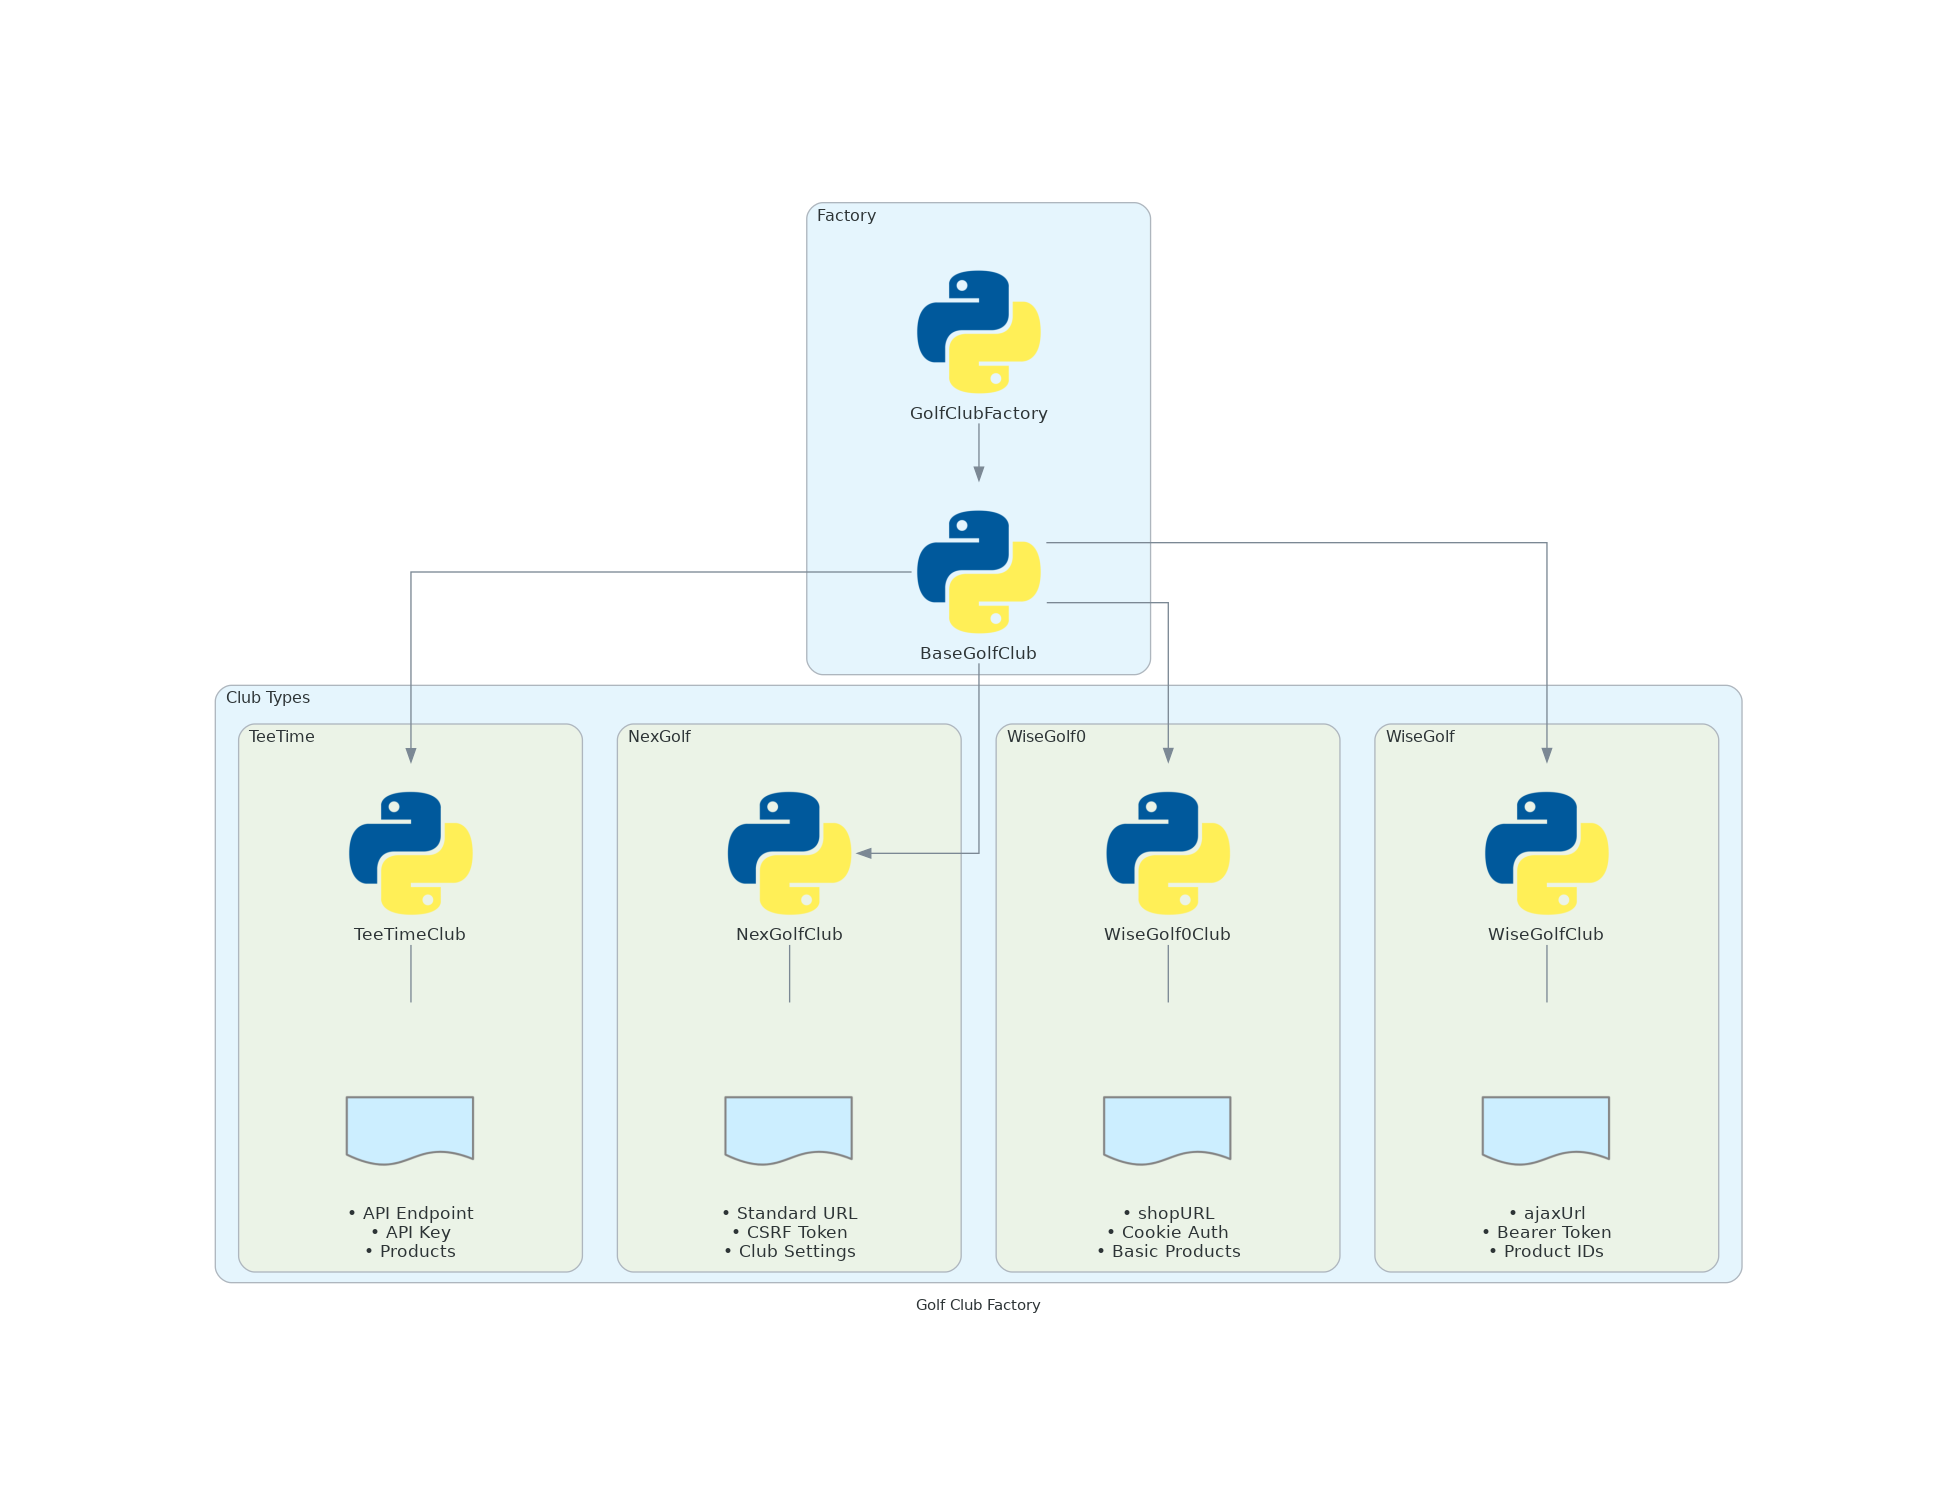 Factory
GolfClubFactory
BaseGolfClub
Club Types
TeeTime
NexGolf
WiseGolf0
WiseGolf
TeeTimeClub
NexGolfClub
WiseGolf0Club
WiseGolfClub
• API Endpoint
• API Key
• Products
• Standard URL
• CSRF Token
• Club Settings
• shopURL
• Cookie Auth
• Basic Products
• ajaxUrl
• Bearer Token
• Product IDs
Golf Club Factory